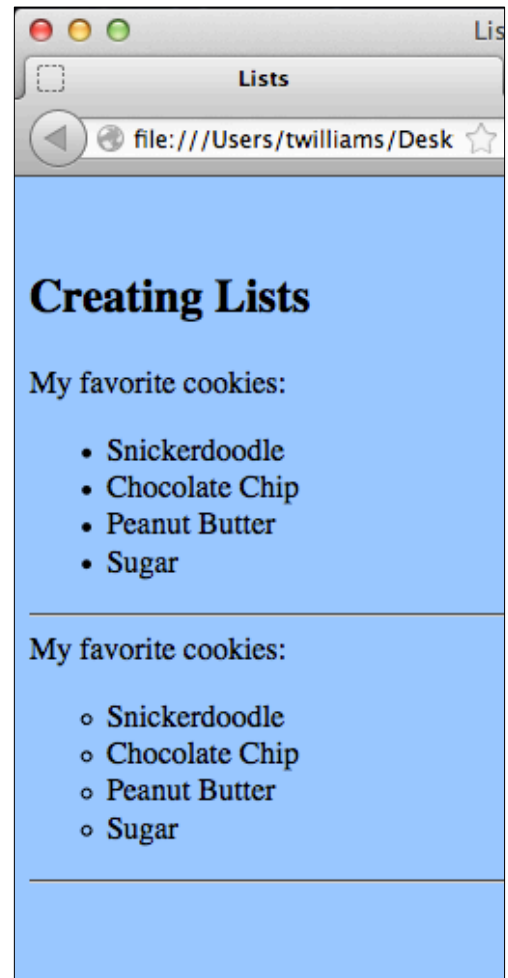 Lis
Lists
file:///Users/twilliams/Desk
Creating Lists
My favorite cookies:
• Snickerdoodle
• Chocolate Chip
• Peanut Butter
• Sugar
My favorite cookies:
◦ Snickerdoodle
◦ Chocolate Chip
◦ Peanut Butter
◦ Sugar